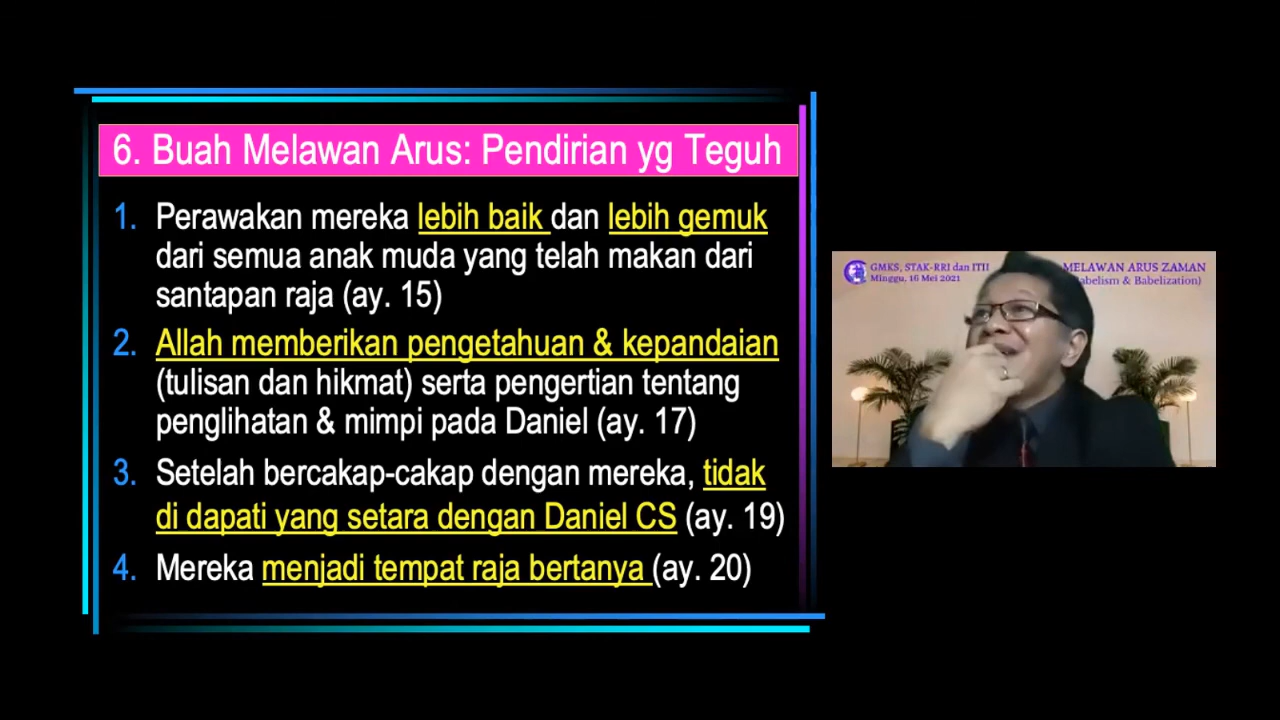 6. Buah Melawan Arus: Pendirian yg Teguh
1. Perawakan mereka lebih baik dan lebih gemuk
dari semua anak muda yang telah makan dari
santapan raja (ay. 15)
2. Allah memberikan pengetahuan & kepandaian
(tulisan dan hikmat) serta pengertian tentang
penglihatan & mimpi pada Daniel (ay. 17)
3. Setelah bercakap-cakap dengan mereka, tidak
di dapati yang setara dengan Daniel CS (ay. 19)
4. Mereka menjadi tempat raja bertanya (ay. 20)
GMKS, STAK-RRI dan
Minggu, 16 Mei 2021
MELAWAN ARUS ZAMAN
& Babelization)